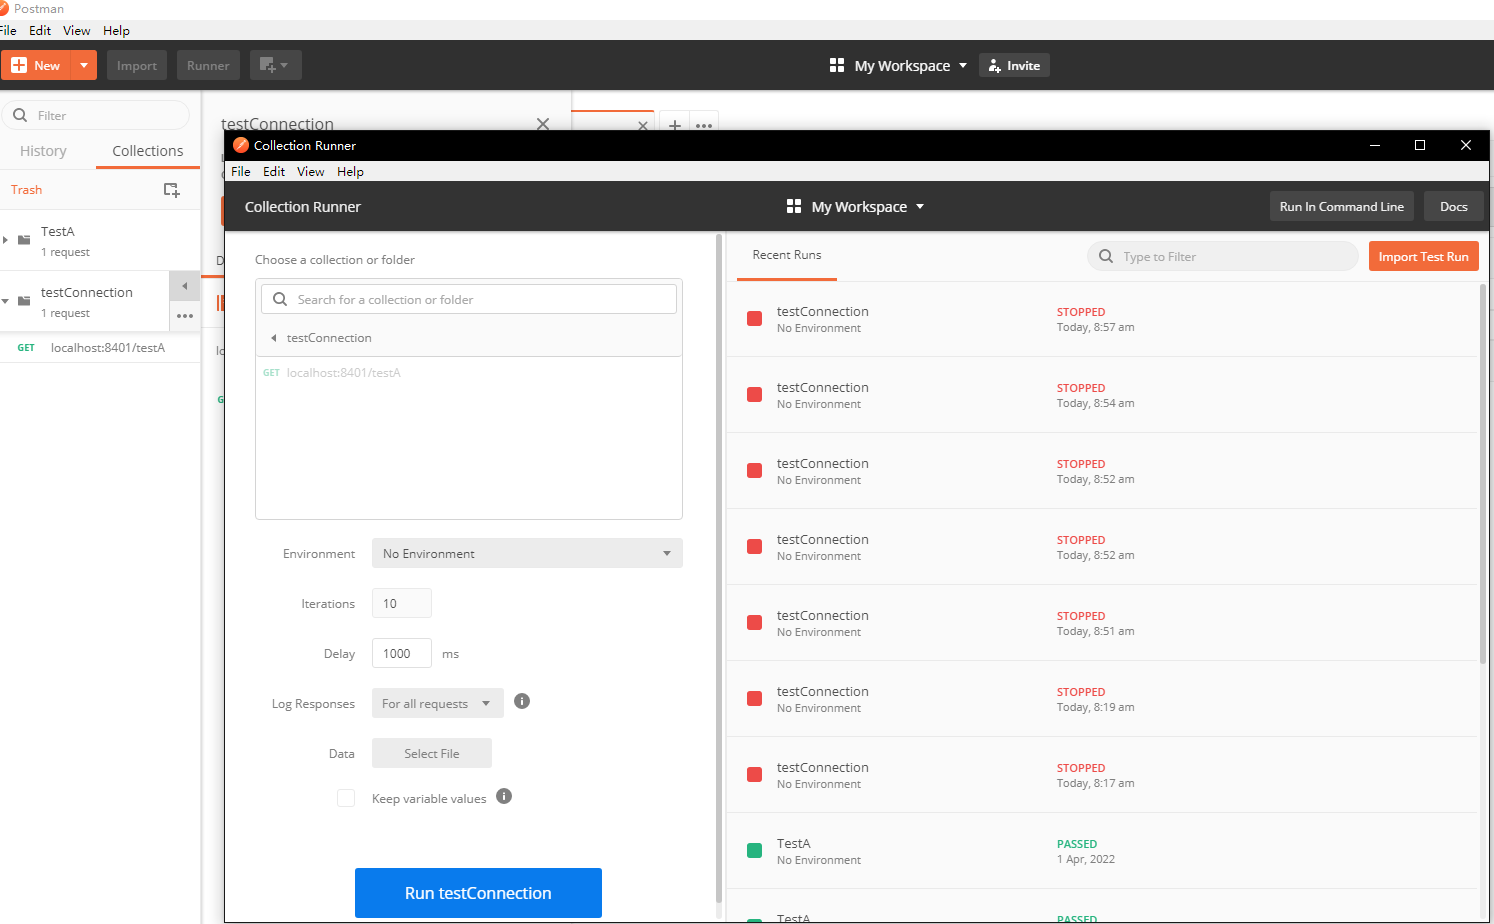 Postman
File Edit View Help
New
Import
Runner
My Workspace
Invite
Filter
History
Collections
Trash
TestA
1 request
testConnection
1 request
GET localhost:8401/testA
testConnection
Collection Runner
File Edit View Help
Collection Runner
My Workspace
Run In Command Line
Docs
Choose a collection or folder
Search for a collection or folder
testConnection
GET localhost:8401/testA
Environment No Environment
Iterations 10
Delay 1000 ms
Log Responses For all requests
Data Select File
Keep variable values
Run testConnection
Recent Runs
Type to Filter
Import Test Run
testConnection STOPPED
No Environment Today, 8:57 am
testConnection STOPPED
No Environment Today, 8:54 am
testConnection STOPPED
No Environment Today, 8:52 am
testConnection STOPPED
No Environment Today, 8:52 am
testConnection STOPPED
No Environment Today, 8:51 am
testConnection STOPPED
No Environment Today, 8:19 am
testConnection STOPPED
No Environment Today, 8:17 am
TestA PASSED
No Environment 1 Apr, 2022
TestA PASSED